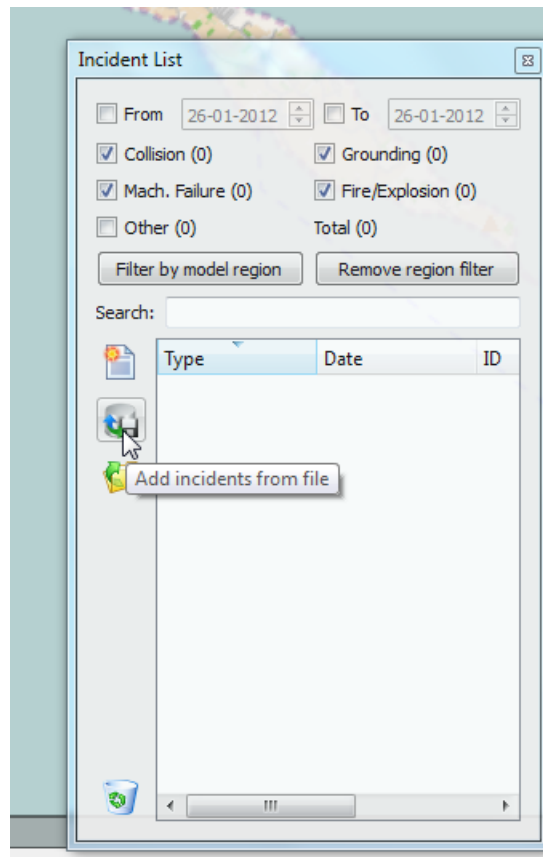 Incident List
From 26-01-2012 To 26-01-2012
Collision (0) Grounding (0)
Mach. Failure (0) Fire/Explosion (0)
Other (0) Total (0)
Filter by model region Remove region filter
Search:
Type Date ID
Add incidents from file